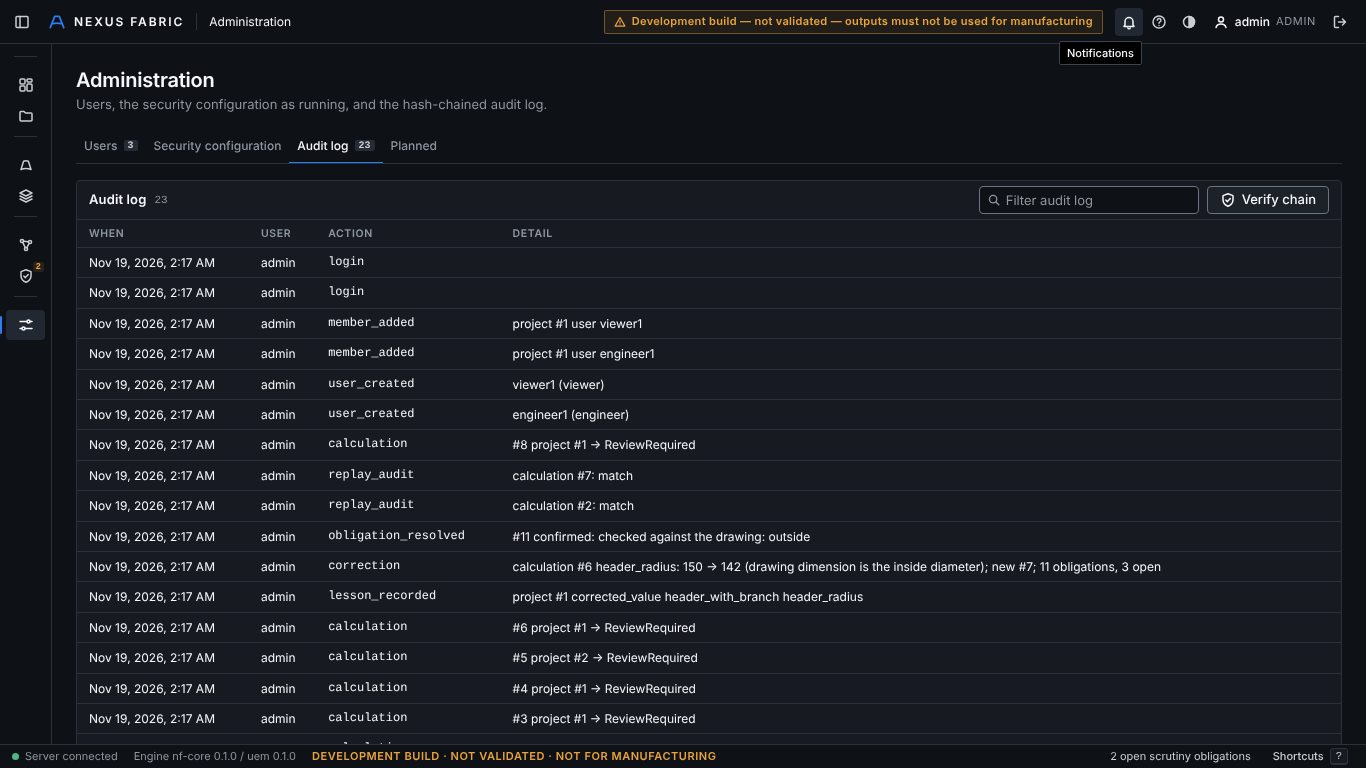 NEXUS FABRIC Administration Development build — not validated — outputs must not be used for manufacturing admin ADMIN
Notifications
Administration
Users, the security configuration as running, and the hash-chained audit log.
Users 3 Security configuration Audit log 23 Planned
Audit log 23 Filter audit log Verify chain
WHEN USER ACTION DETAIL
Nov 19, 2026, 2:17 AM admin login
Nov 19, 2026, 2:17 AM admin login
Nov 19, 2026, 2:17 AM admin member_added project #1 user viewer1
Nov 19, 2026, 2:17 AM admin member_added project #1 user engineer1
Nov 19, 2026, 2:17 AM admin user_created viewer1 (viewer)
Nov 19, 2026, 2:17 AM admin user_created engineer1 (engineer)
Nov 19, 2026, 2:17 AM admin calculation #8 project #1 → ReviewRequired
Nov 19, 2026, 2:17 AM admin replay_audit calculation #7: match
Nov 19, 2026, 2:17 AM admin replay_audit calculation #2: match
Nov 19, 2026, 2:17 AM admin obligation_resolved #11 confirmed: checked against the drawing: outside
Nov 19, 2026, 2:17 AM admin correction calculation #6 header_radius: 150 → 142 (drawing dimension is the inside diameter); new #7; 11 obligations, 3 open
Nov 19, 2026, 2:17 AM admin lesson_recorded project #1 corrected_value header_with_branch header_radius
Nov 19, 2026, 2:17 AM admin calculation #6 project #1 → ReviewRequired
Nov 19, 2026, 2:17 AM admin calculation #5 project #2 → ReviewRequired
Nov 19, 2026, 2:17 AM admin calculation #4 project #1 → ReviewRequired
Nov 19, 2026, 2:17 AM admin calculation #3 project #1 → ReviewRequired
2
Server connected Engine nf-core 0.1.0 / uem 0.1.0 DEVELOPMENT BUILD · NOT VALIDATED · NOT FOR MANUFACTURING 2 open scrutiny obligations Shortcuts ?